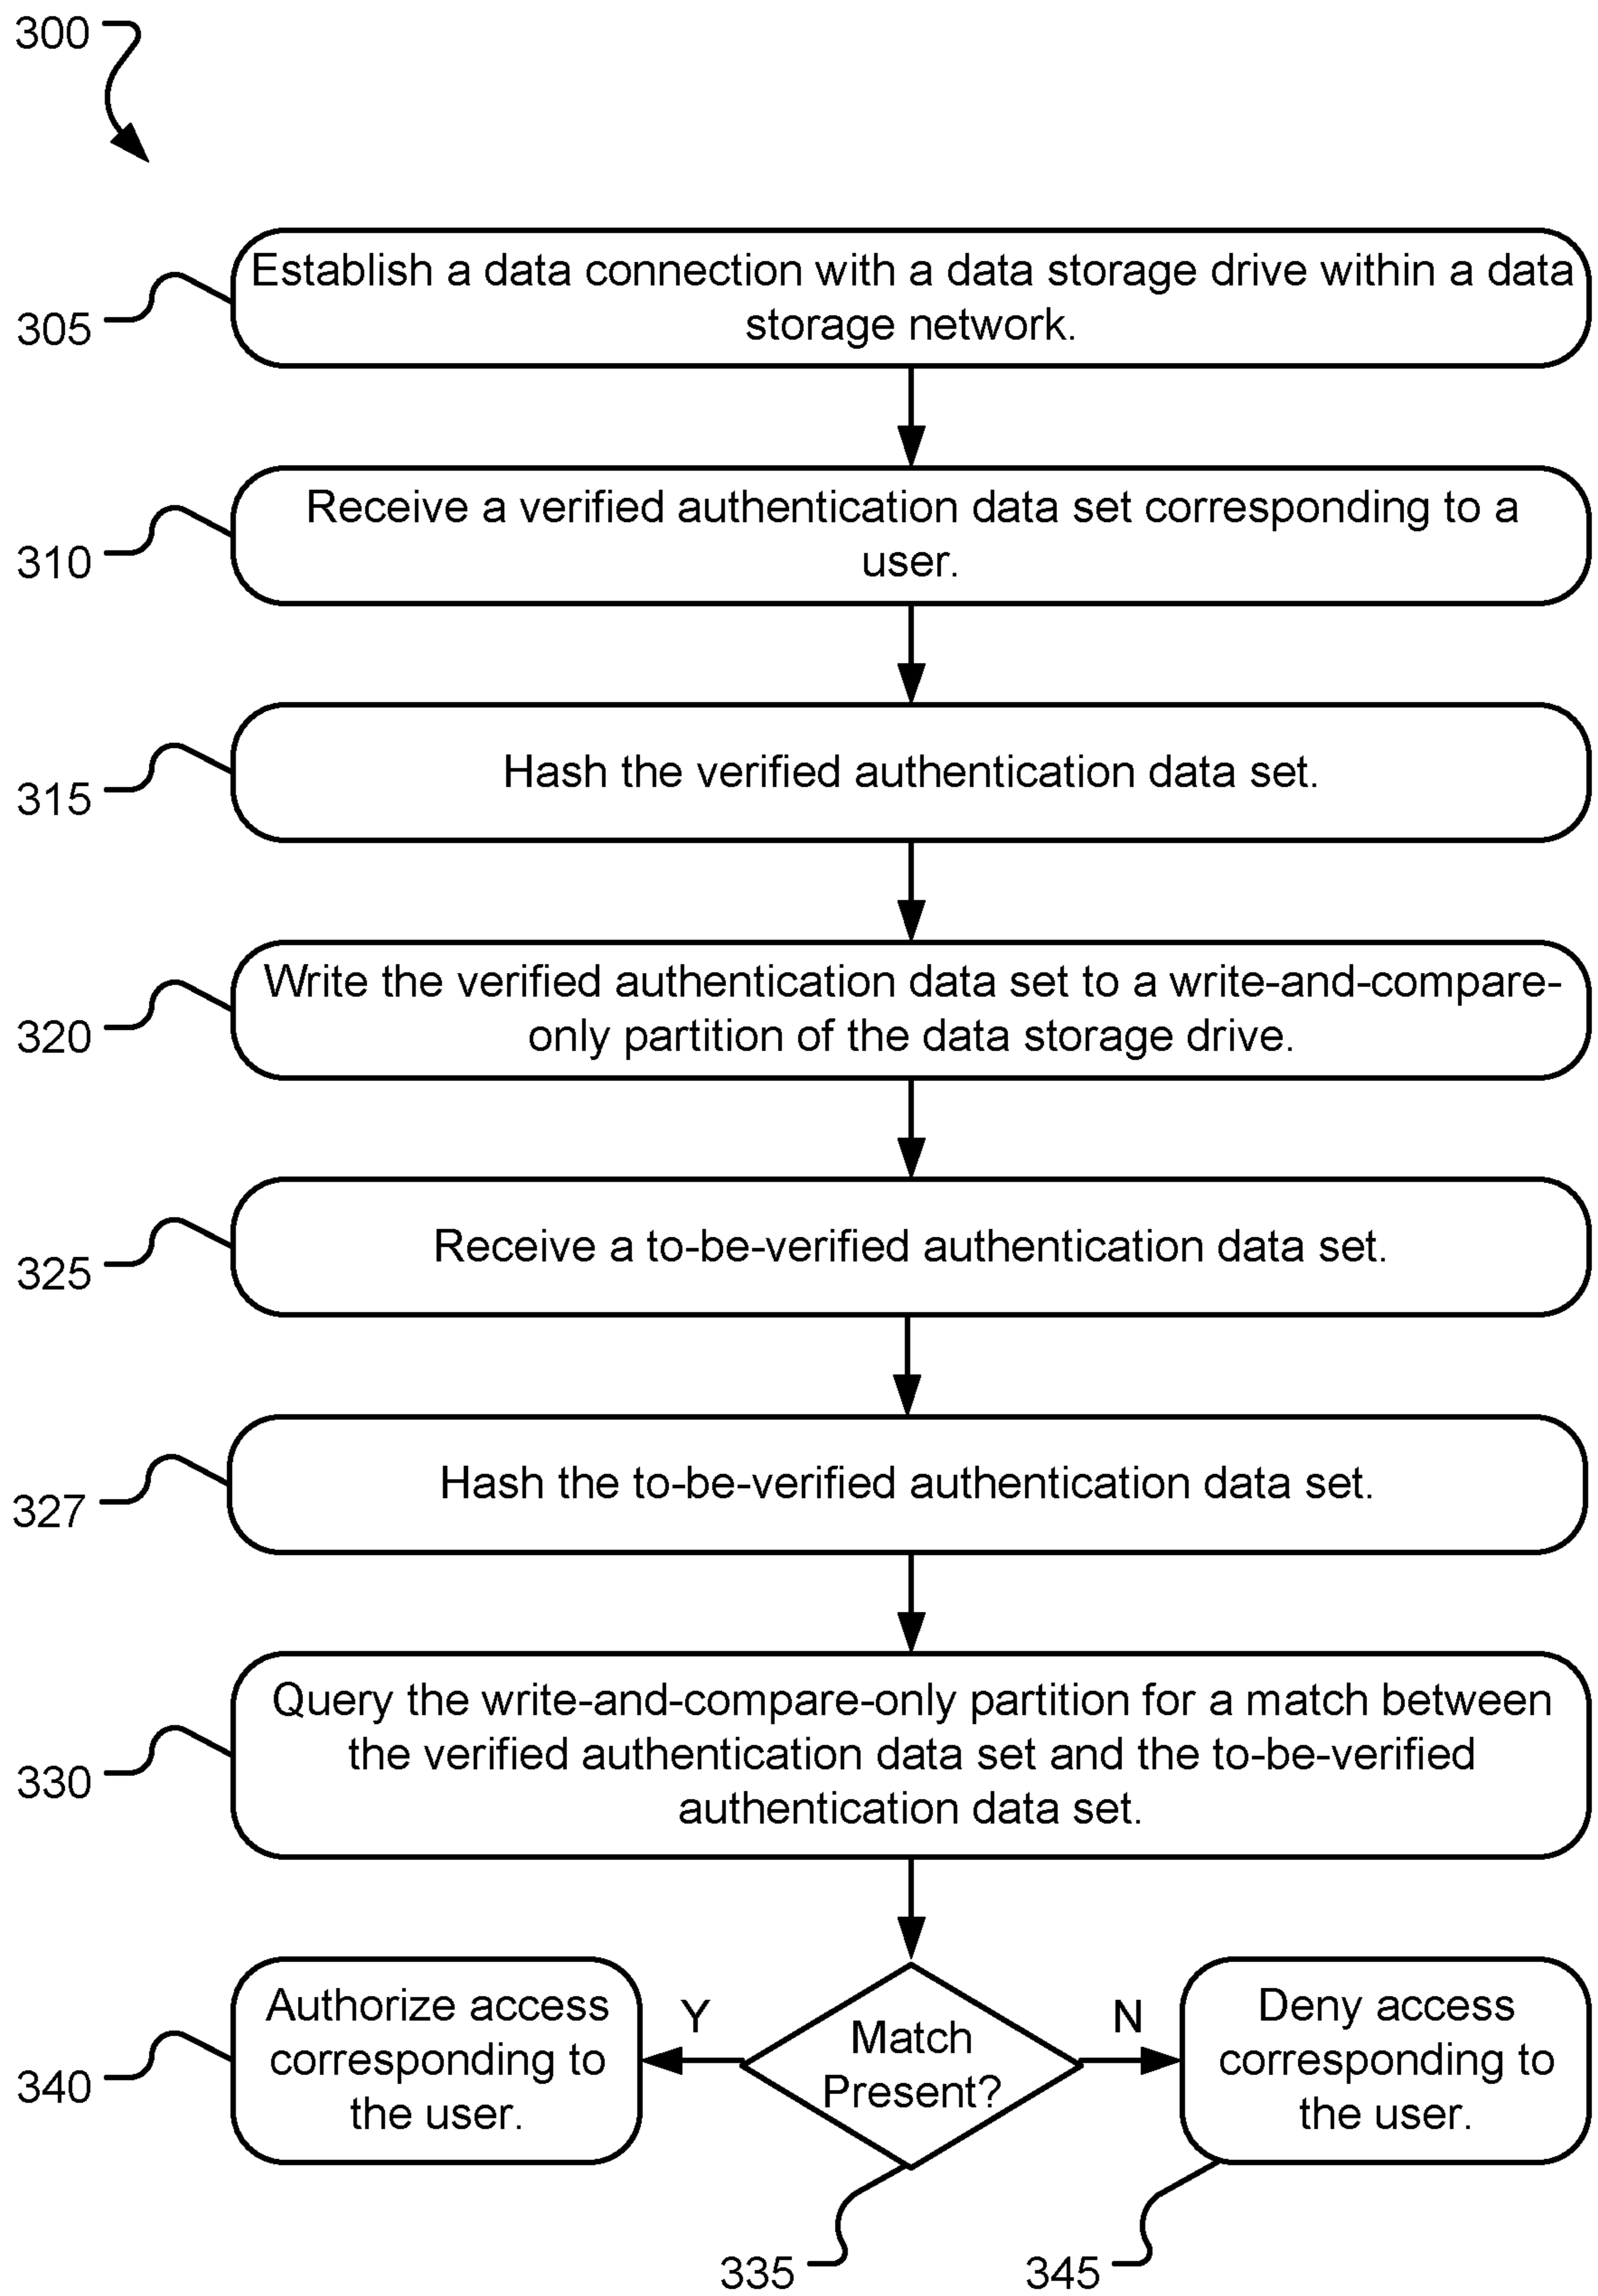 300
305
Establish a data connection with a data storage drive within a data
storage network.
310
Receive a verified authentication data set corresponding to a
user.
315
Hash the verified authentication data set.
320
Write the verified authentication data set to a write-and-compare-
only partition of the data storage drive.
325
Receive a to-be-verified authentication data set.
327
Hash the to-be-verified authentication data set.
330
Query the write-and-compare-only partition for a match between
the verified authentication data set and the to-be-verified
authentication data set.
340
Authorize access
corresponding to
the user.
Y
Match
Present?
N
Deny access
corresponding to
the user.
335
345